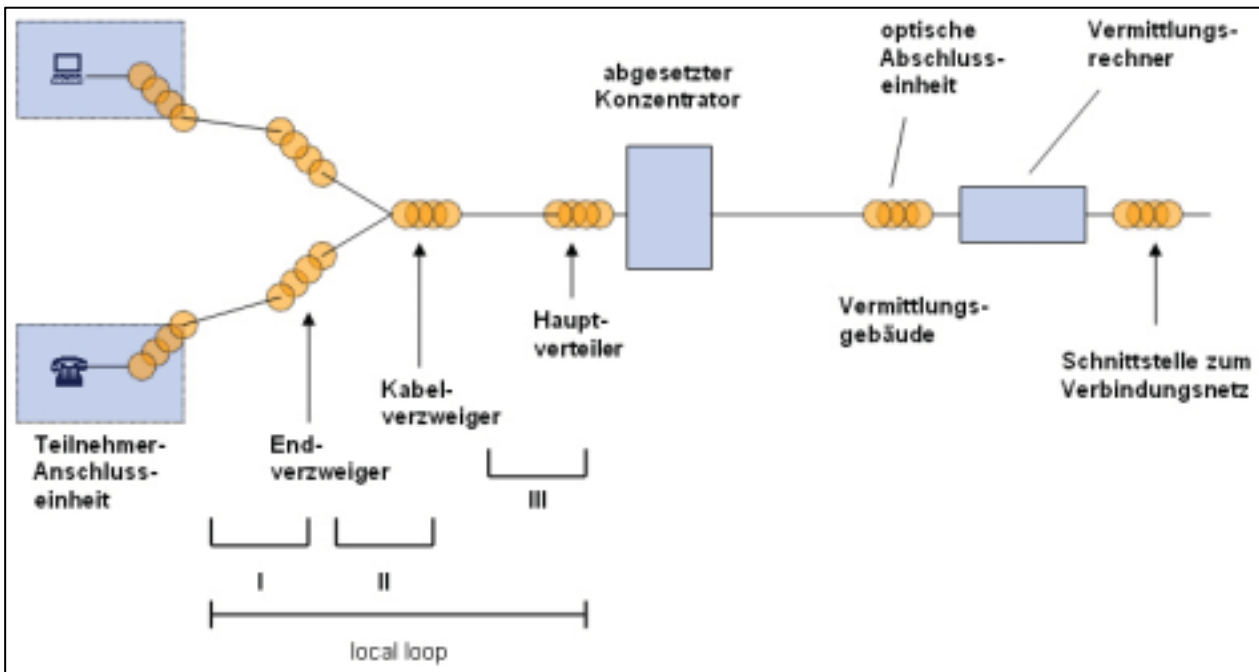 optische
Abschluss-
einheit
Vermittlungs-
rechner
abgesetzter
Konzentrator
Haupt-
verteiler
Vermittlungs-
gebäude
Schnittstelle zum
Verbindungsnetz
Kabel-
verzweiger
Teilnehmer-
Anschluss-
einheit
End-
verzweiger
III
I
II
local loop